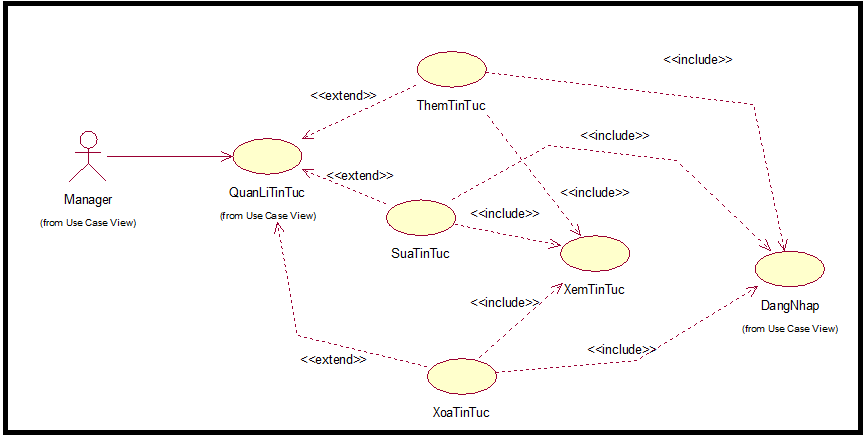 <<include>>
ThemTinTuc
<<extend>>
<<include>>
Manager
(from Use Case View)
QuanLiTinTuc
(from Use Case View)
<<extend>>
<<include>>
SuaTinTuc
<<include>>
XemTinTuc
DangNhap
(from Use Case View)
<<include>>
<<extend>>
<<include>>
XoaTinTuc